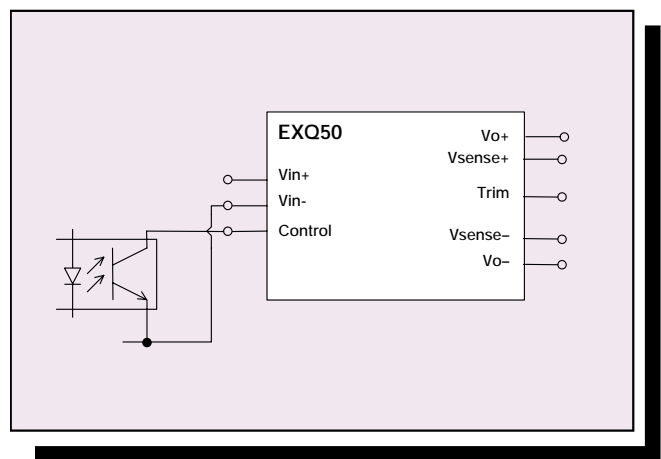 EXQ50
Vin+
Vin-
Control
Vo+
Vsense+
Trim
Vsense–
Vo–